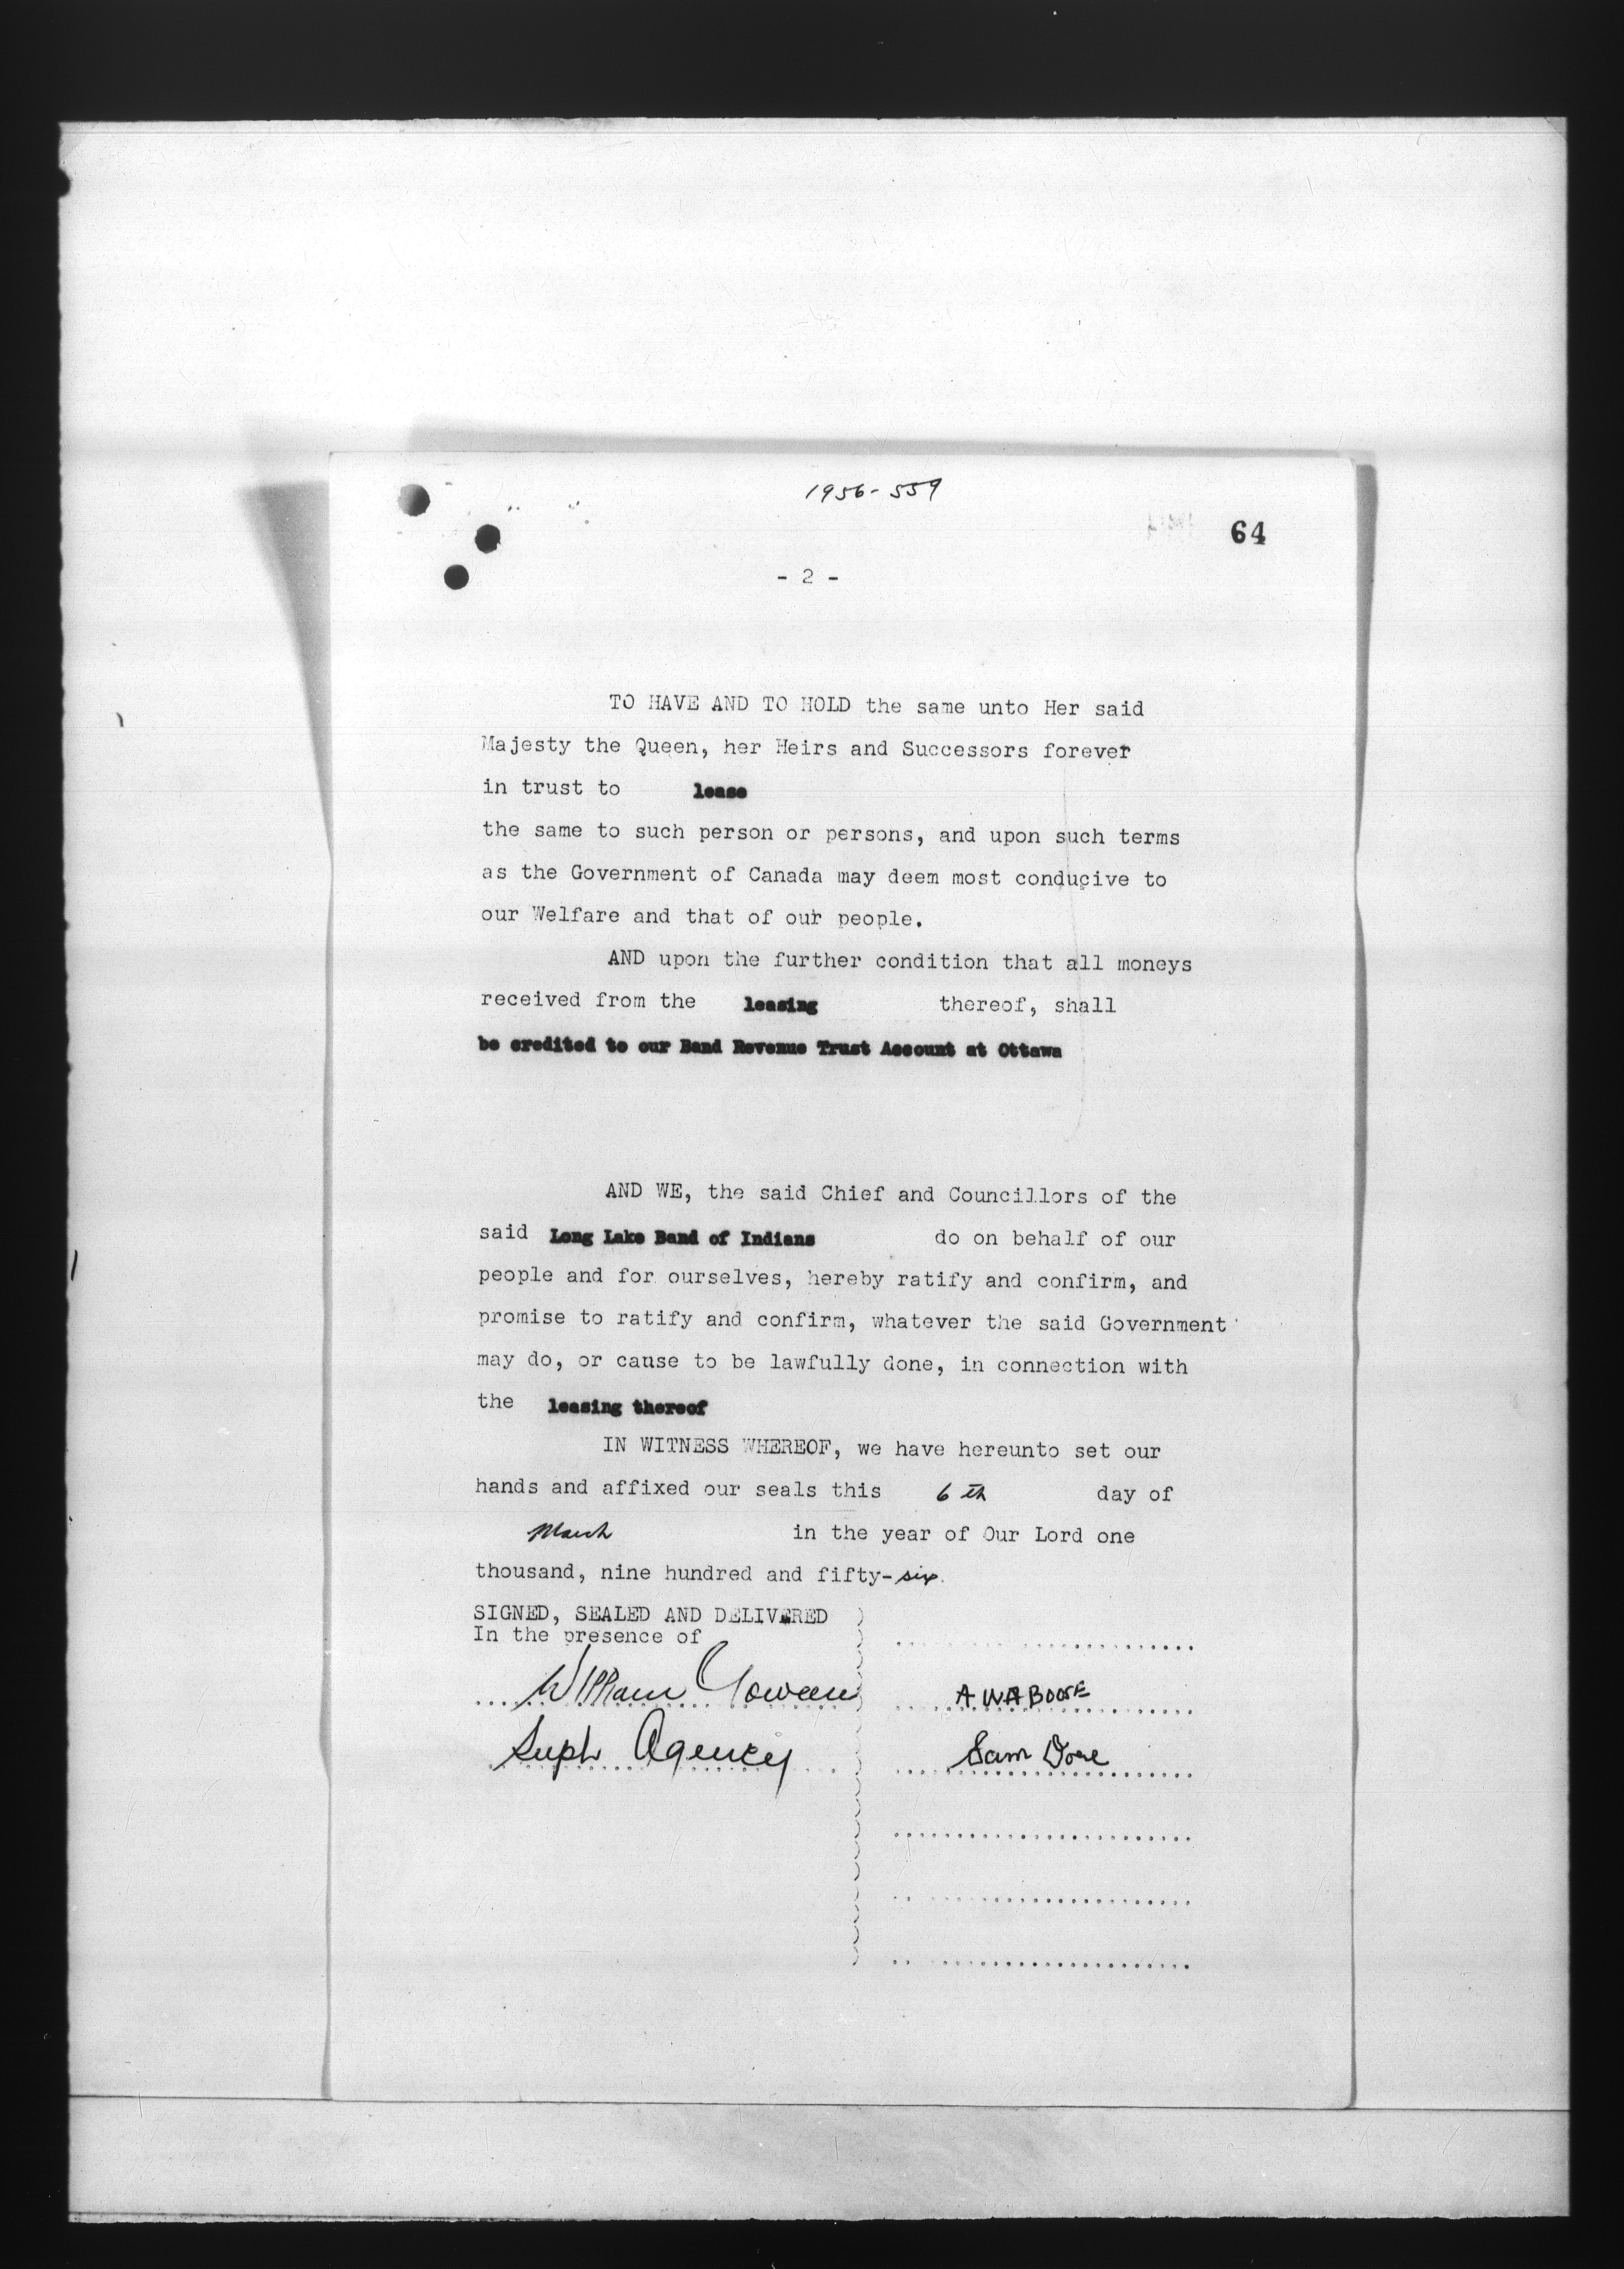 1956-559
64
- 2 -
TO HAVE AND TO HOLD the same unto Her said
Majesty the Queen, her Heirs and Successors forever
in trust to lease
the same to such person or persons, and upon such terms
as the Government of Canada may deem most conducive to
our Welfare and that of our people.
AND upon the further condition that all moneys
received from the leasing thereof, shall
be credited to our Band Revenue Trust Account at Ottawa
AND WE, the said Chief and Councillors of the
said Long Lake Band of Indians do on behalf of our
people and for ourselves, hereby ratify and confirm, and
promise to ratify and confirm, whatever the said Government
may do, or cause to be lawfully done, in connection with
the leasing thereof
IN WITNESS WHEREOF, we have hereunto set our
hands and affixed our seals this 6th day of
March in the year of Our Lord one
thousand, nine hundred and fifty-six.
SIGNED, SEALED AND DELIVERED
In the presence of
William
A WABOOSE
Supt Agency
Sam